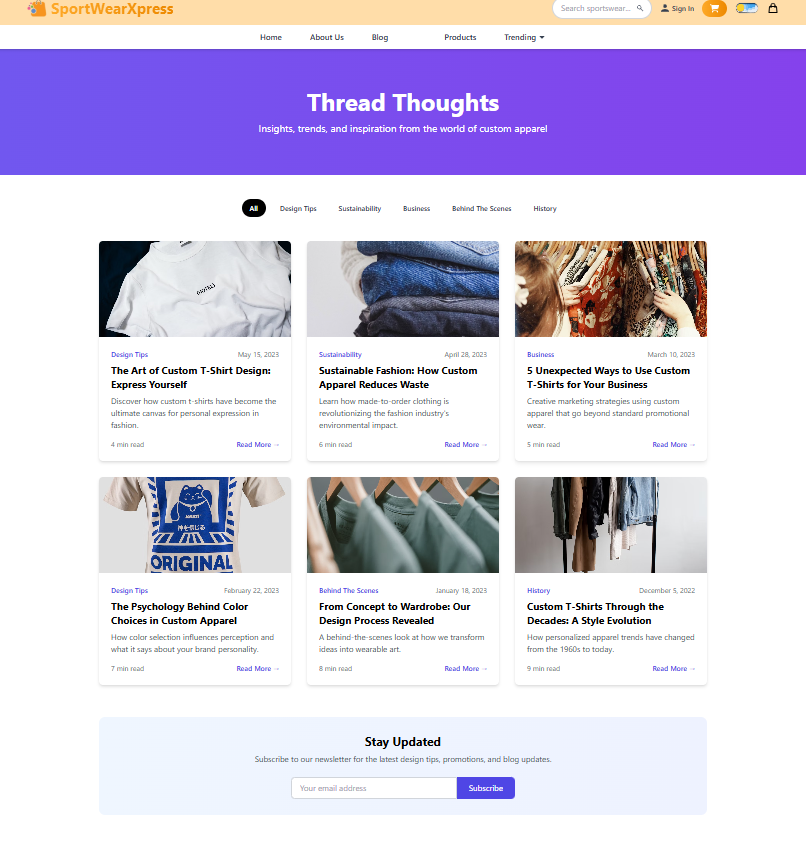 SportWearXpress
Search sportswear...
Sign In
Home
About Us
Blog
Products
Trending
Thread Thoughts
Insights, trends, and inspiration from the world of custom apparel
All
Design Tips
Sustainability
Business
Behind The Scenes
History
Design Tips
May 15, 2023
The Art of Custom T-Shirt Design:
Express Yourself
Discover how custom t-shirts have become the
ultimate canvas for personal expression in
fashion.
4 min read
Read More →
Sustainability
April 28, 2023
Sustainable Fashion: How Custom
Apparel Reduces Waste
Learn how made-to-order clothing is
revolutionizing the fashion industry's
environmental impact.
6 min read
Read More →
Business
March 10, 2023
5 Unexpected Ways to Use Custom
T-Shirts for Your Business
Creative marketing strategies using custom
apparel that go beyond standard promotional
wear.
5 min read
Read More →
ORIGINAL
Design Tips
February 22, 2023
The Psychology Behind Color
Choices in Custom Apparel
How color selection influences perception and
what it says about your brand personality.
7 min read
Read More →
Behind The Scenes
January 18, 2023
From Concept to Wardrobe: Our
Design Process Revealed
A behind-the-scenes look at how we transform
ideas into wearable art.
8 min read
Read More →
History
December 5, 2022
Custom T-Shirts Through the
Decades: A Style Evolution
How personalized apparel trends have changed
from the 1960s to today.
9 min read
Read More →
Stay Updated
Subscribe to our newsletter for the latest design tips, promotions, and blog updates.
Your email address
Subscribe